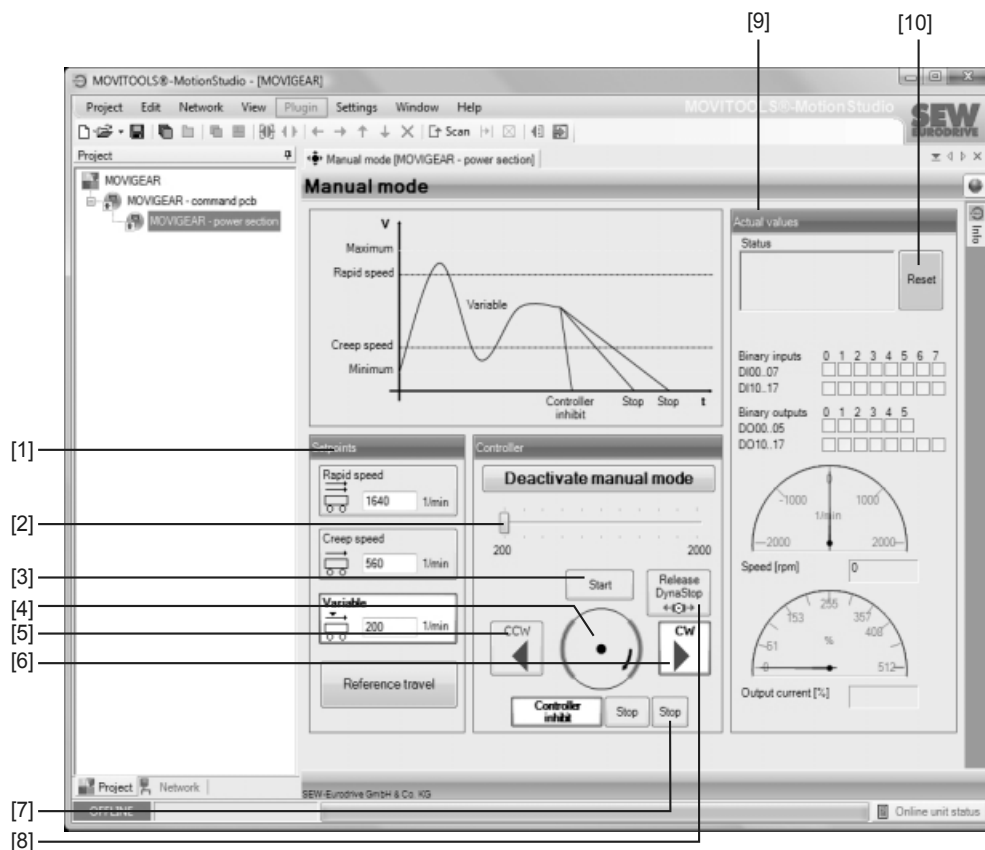 [9]
[10]
MOVITOOLS®-MotionStudio - [MOVIGEAR]
Project Edit Network View Plugin Settings Window Help
MOVITOOLS®-MotionStudio
SEW
EURODRIVE
Scan
Project
MOVIGEAR
MOVIGEAR - command pcb
MOVIGEAR - power section
Manual mode [MOVIGEAR - power section]
Manual mode
Info
V
Maximum
Rapid speed
Variable
Creep speed
Minimum
Controller inhibit
Stop
Stop
t
Actual values
Status
Reset
Binary inputs 0 1 2 3 4 5 6 7
DI00..07
DI10..17
Binary outputs 0 1 2 3 4 5
DO00..05
DO10..17
-2000 -1000 0 1000 2000
1/min
Speed [rpm] 0
0 61 153 255 357 408 512
%
Output current [%]
[1]
Setpoints
Rapid speed
1640 1/min
Creep speed
560 1/min
Variable
200 1/min
Reference travel
Controller
Deactivate manual mode
[2]
200 2000
[3]
Start
Release
DynaStop
[4]
[5]
CCW
CW
[6]
Controller
inhibit
Stop
Stop
Project Network
SEW-Eurodrive GmbH & Co. KG
[7]
OFFLINE
Online unit status
[8]